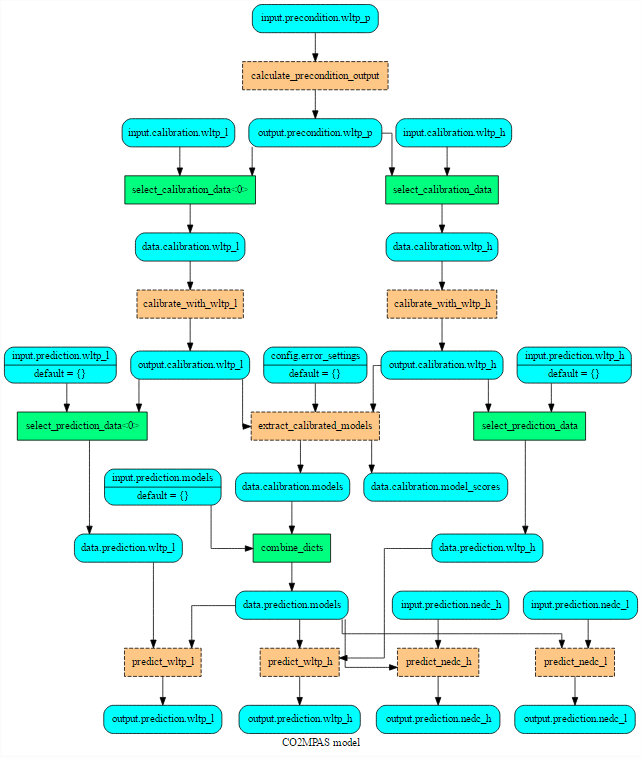 input.precondition.wltp_p
calculate_precondition_output
input.calibration.wltp_l
output.precondition.wltp_p
input.calibration.wltp_h
select_calibration_data<0>
select_calibration_data
data.calibration.wltp_l
data.calibration.wltp_h
calibrate_with_wltp_l
calibrate_with_wltp_h
input.prediction.wltp_l
default = {}
output.calibration.wltp_l
config.error_settings
default = {}
output.calibration.wltp_h
input.prediction.wltp_h
default = {}
select_prediction_data<0>
extract_calibrated_models
select_prediction_data
input.prediction.models
default = {}
data.calibration.models
data.calibration.model_scores
data.prediction.wltp_l
combine_dicts
data.prediction.wltp_h
data.prediction.models
input.prediction.nedc_h
input.prediction.nedc_l
predict_wltp_l
predict_wltp_h
predict_nedc_h
predict_nedc_l
output.prediction.wltp_l
output.prediction.wltp_h
output.prediction.nedc_h
output.prediction.nedc_l
CO2MPAS model